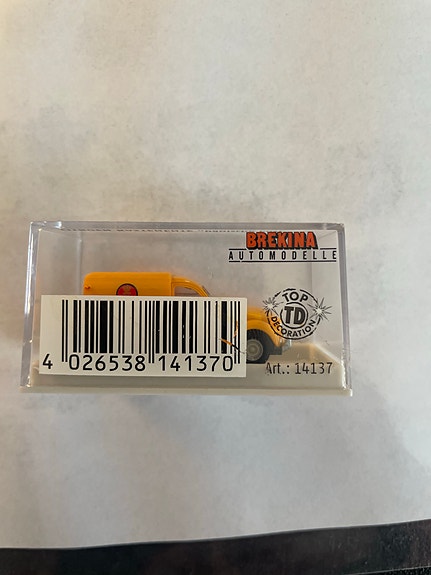 BREKINA
AUTOMODELLE
TOP
TD
DECORATION
4 026538 141370
Art.: 14137